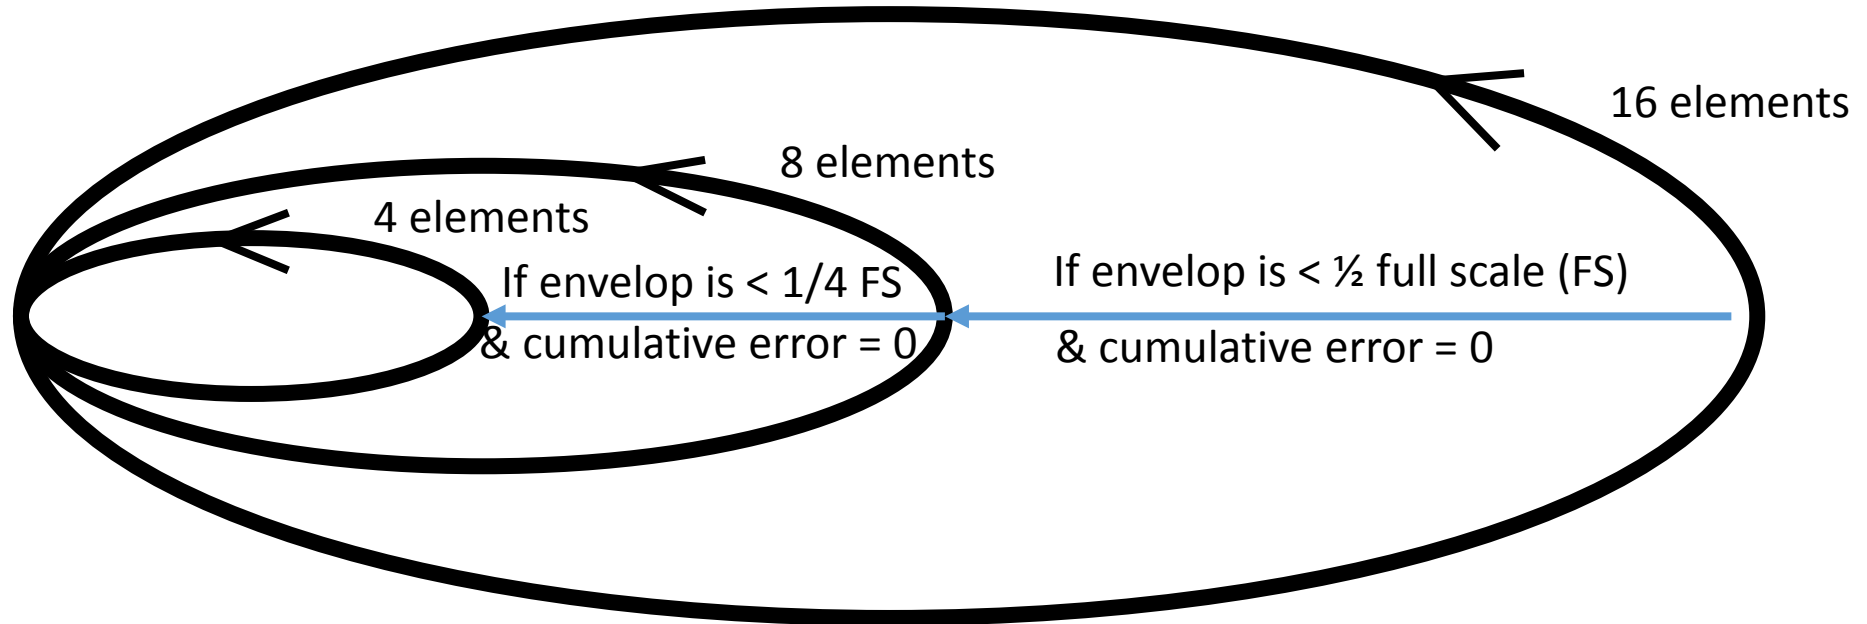 16 elements
8 elements
4 elements
If envelop is < 1/4 FS
& cumulative error = 0
If envelop is < ½ full scale (FS)
& cumulative error = 0